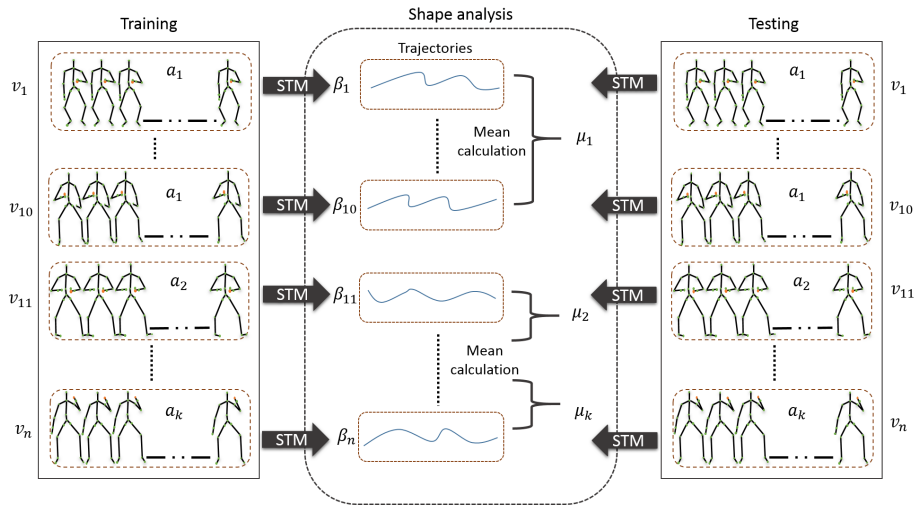 Training
Shape analysis
Testing
v₁
a₁
STM
β₁
Trajectories
STM
a₁
v₁
Mean
calculation
μ₁
v₁₀
a₁
STM
β₁₀
STM
a₁
v₁₀
v₁₁
a₂
STM
β₁₁
μ₂
STM
a₂
v₁₁
Mean
calculation
vₙ
aₖ
STM
βₙ
μₖ
STM
aₖ
vₙ